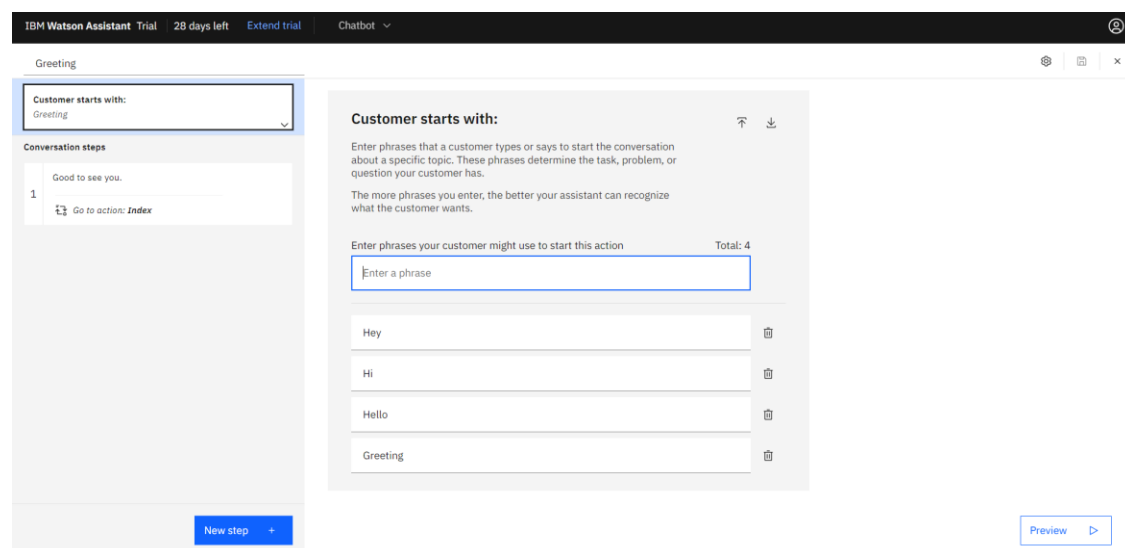 IBM Watson Assistant Trial 28 days left Extend trial Chatbot
Greeting
Customer starts with:
Greeting
Conversation steps
1
Good to see you.
Go to action: Index
New step +
Customer starts with:
Enter phrases that a customer types or says to start the conversation
about a specific topic. These phrases determine the task, problem, or
question your customer has.
The more phrases you enter, the better your assistant can recognize
what the customer wants.
Enter phrases your customer might use to start this action Total: 4
Enter a phrase
Hey
Hi
Hello
Greeting
Preview